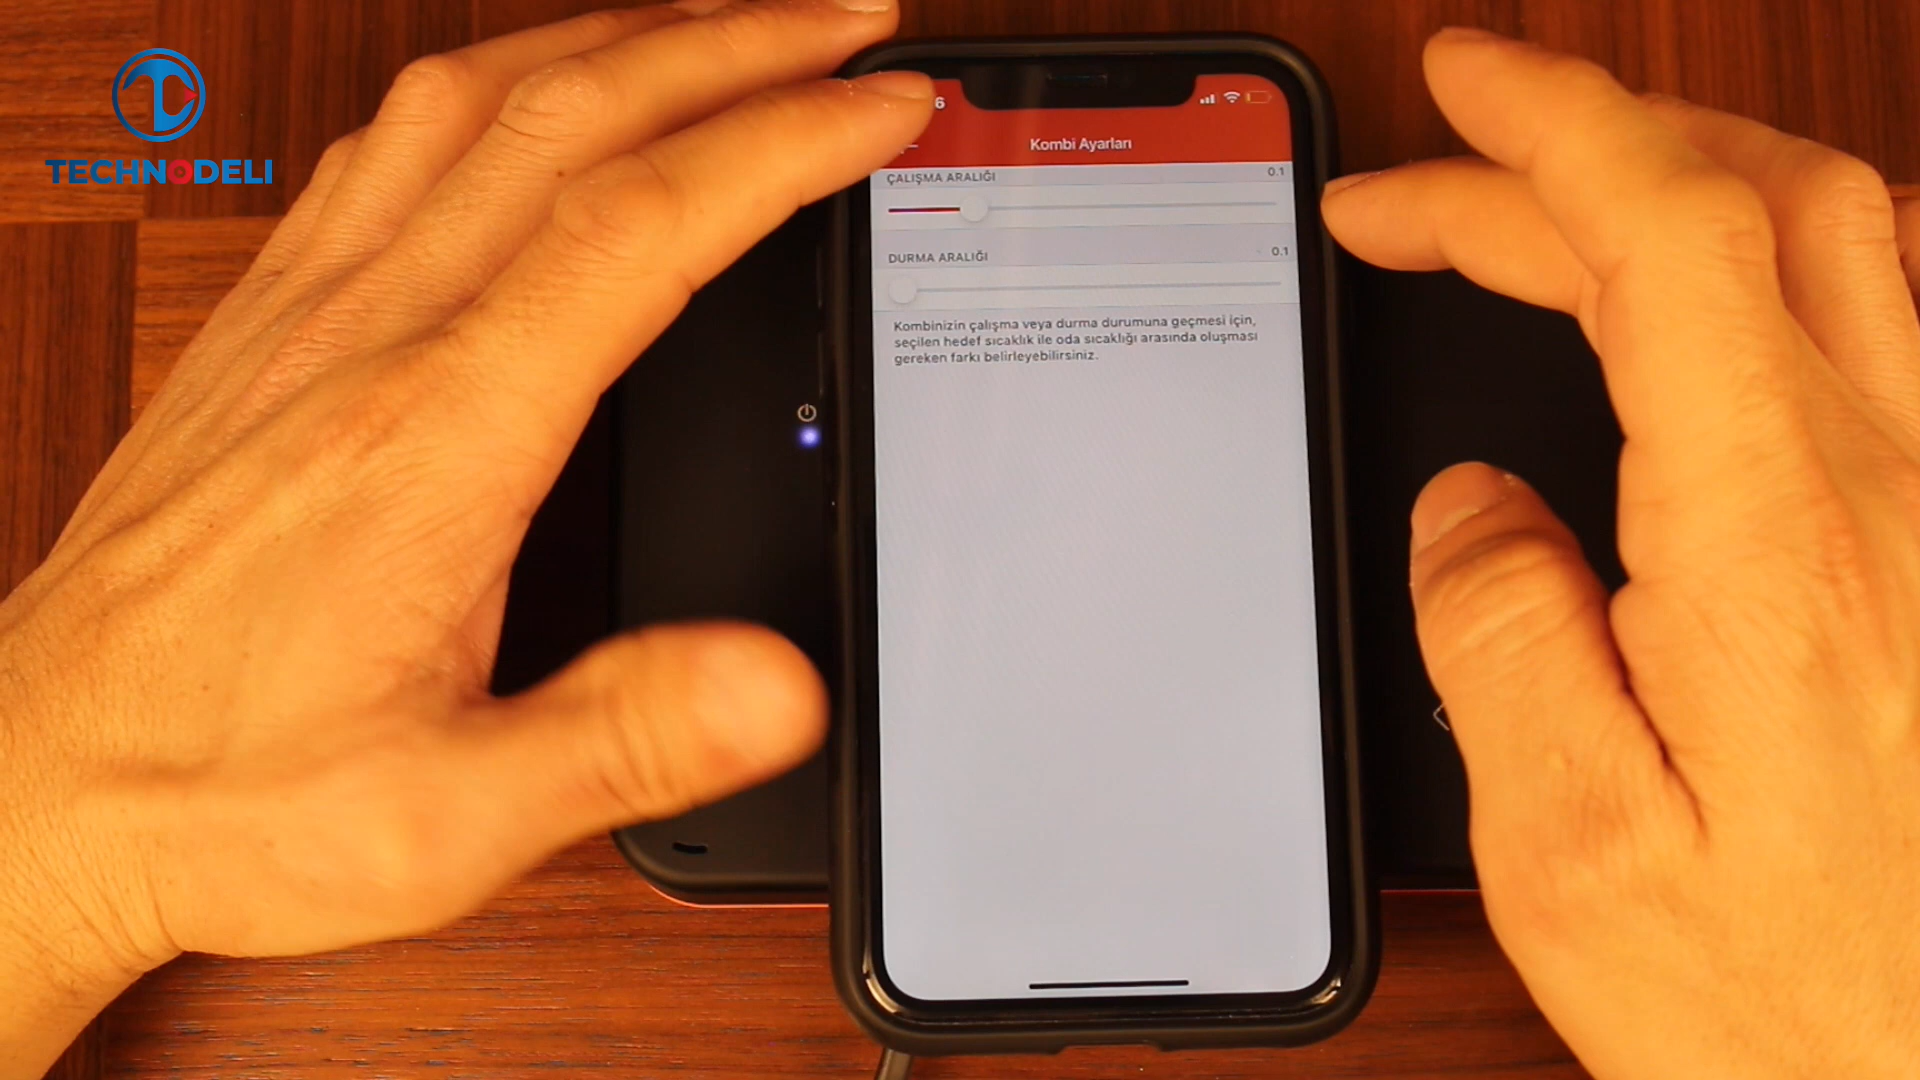 TECHNODELI
6
Kombi Ayarları
ÇALIŞMA ARALIĞI 0.1
DURMA ARALIĞI 0.1
Kombinizin çalışma veya durma durumuna geçmesi için,
seçilen hedef sıcaklık ile oda sıcaklığı arasında oluşması
gereken farkı belirleyebilirsiniz.